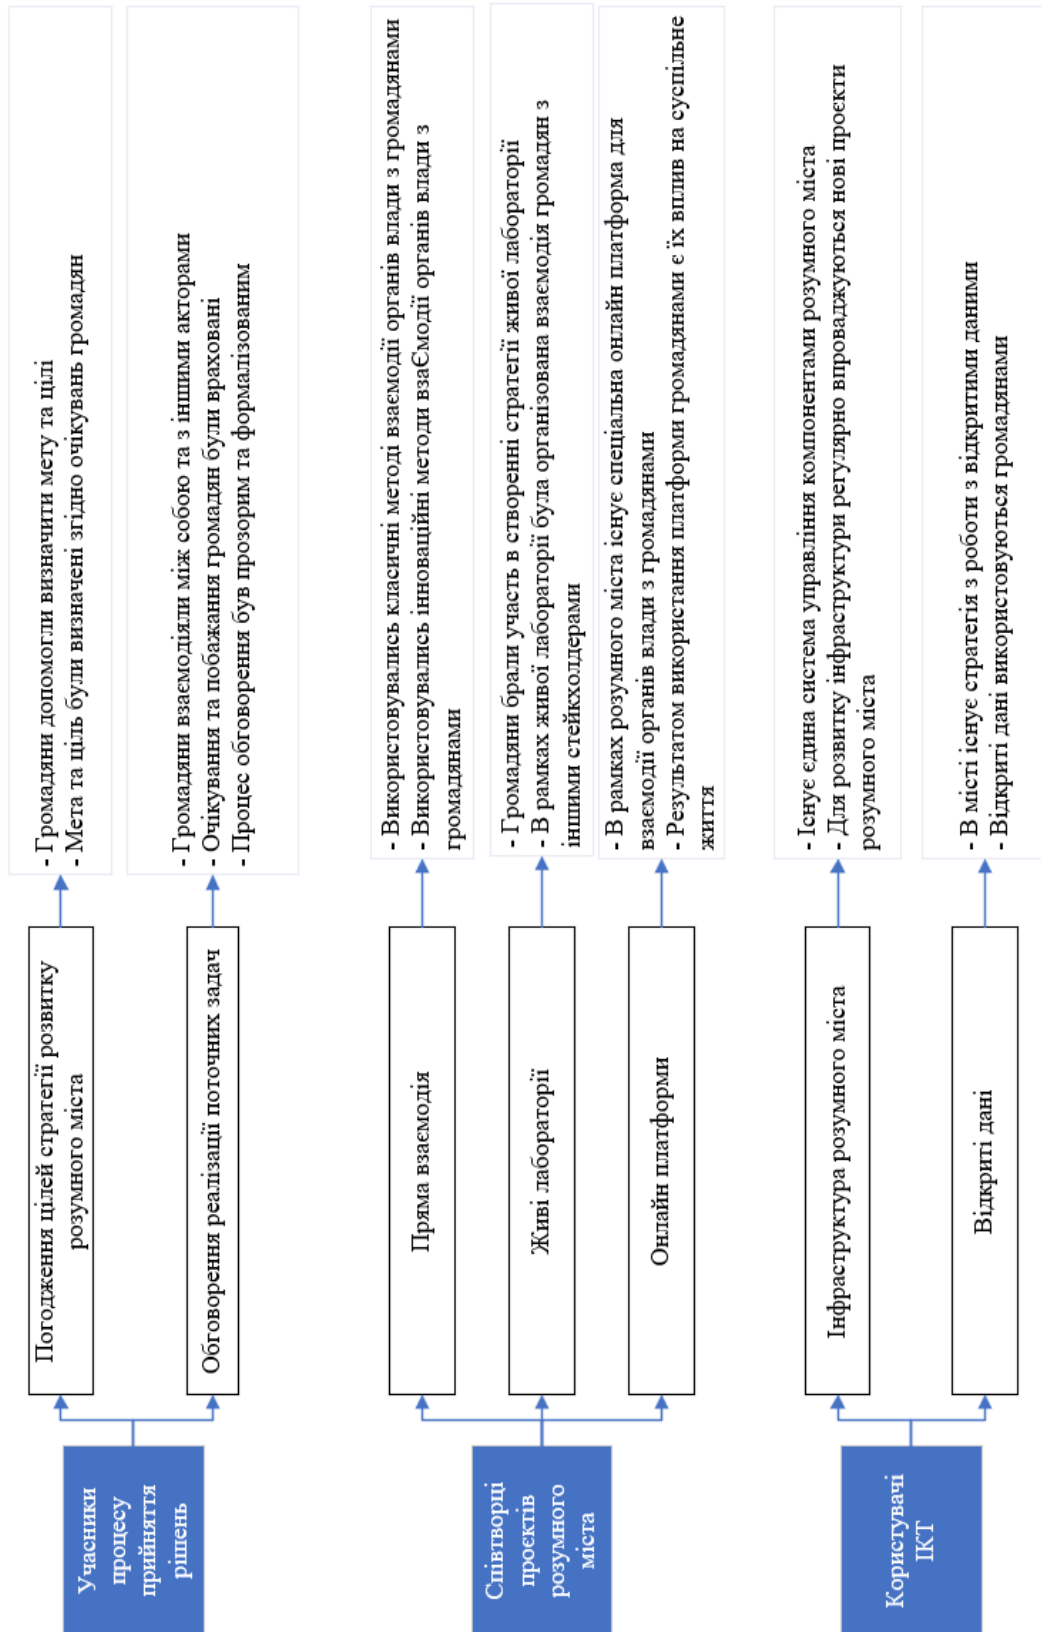 Учасники
процесу
прийняття
рішень
Погодження цілей стратегії розвитку
розумного міста
- Громадяни допомогли визначити мету та цілі
- Мета та ціль були визначені згідно очікувань громадян
Обговорення реалізації поточних задач
- Громадяни взаємодіяли між собою та з іншими акторами
- Очікування та побажання громадян були враховані
- Процес обговорення був прозорим та формалізованим
Співтворці
проєктів
розумного
міста
Пряма взаємодія
- Використовувались класичні методі взаємодії органів влади з громадянами
- Використовувались інноваційні методи взаЄмодії органів влади з
громадянами
Живі лабораторії
- Громадяни брали участь в створенні стратегії живої лабораторії
- В рамках живої лабораторії була організована взаємодія громадян з
іншими стейкхолдерами
Онлайн платформи
- В рамках розумного міста існує спеціальна онлайн платформа для
взаємодії органів влади з громадянами
- Результатом використання платформи громадянами є їх вплив на суспільне
життя
Користувачі
ІКТ
Інфраструктура розумного міста
- Існує єдина система управління компонентами розумного міста
- Для розвитку інфраструктури регулярно впроваджуються нові проєкти
розумного міста
Відкриті дані
- В місті існує стратегія з роботи з відкритими даними
- Відкриті дані використовуються громадянами